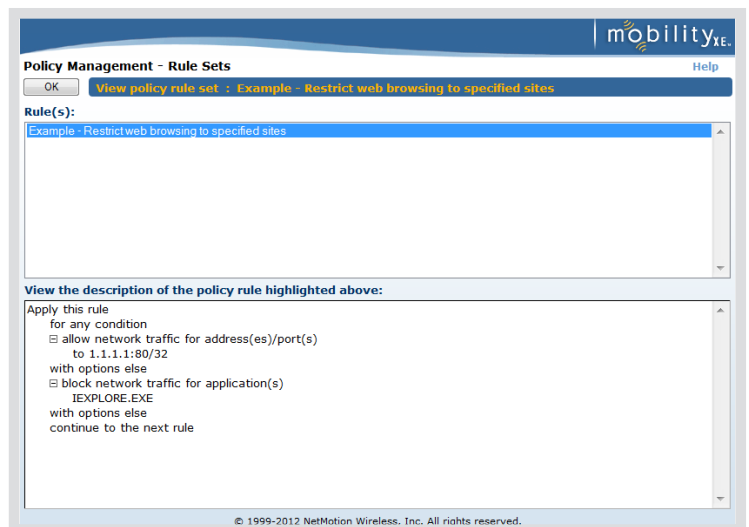 mobilityXE™
Policy Management - Rule Sets
Help
OK
View policy rule set : Example - Restrict web browsing to specified sites
Rule(s):
Example - Restrict web browsing to specified sites
View the description of the policy rule highlighted above:
Apply this rule
for any condition
allow network traffic for address(es)/port(s)
to 1.1.1.1:80/32
with options else
block network traffic for application(s)
IEXPLORE.EXE
with options else
continue to the next rule
© 1999-2012 NetMotion Wireless, Inc. All rights reserved.